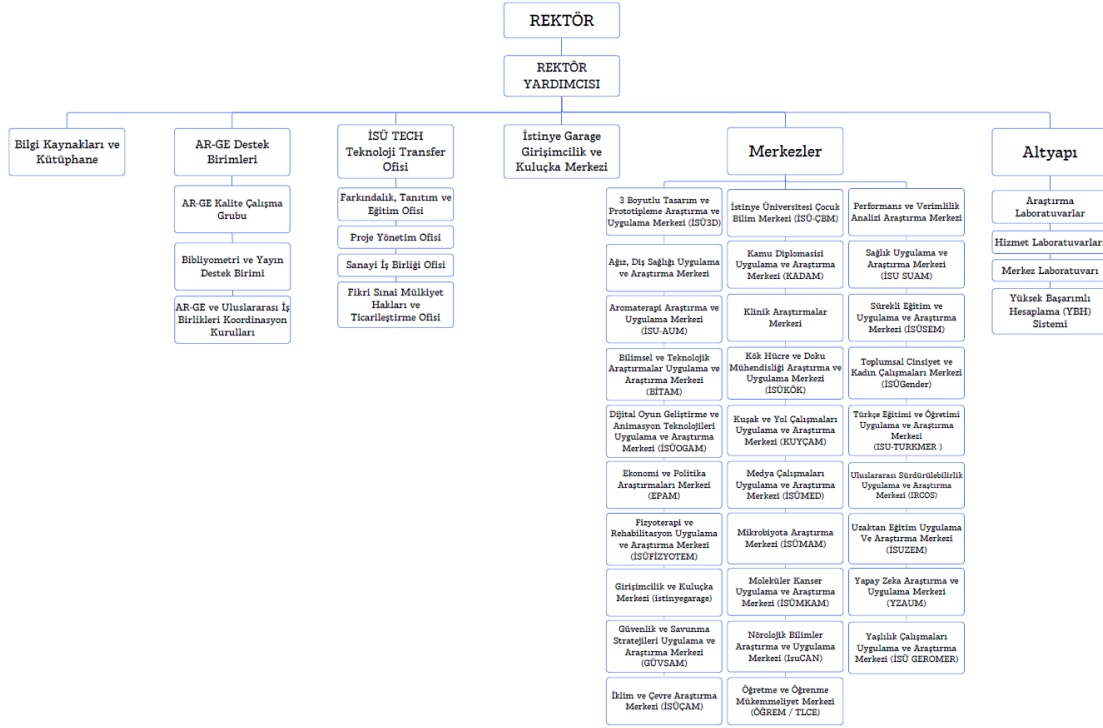 REKTÖR
REKTÖR
YARDIMCISI
Bilgi Kaynakları ve
Kütüphane
AR-GE Destek
Birimleri
AR-GE Kalite Çalışma
Grubu
Bibliyometri ve Yayın
Destek Birimi
AR-GE ve Uluslararası İş
Birlikleri Koordinasyon
Kurulları
İSÜ TECH
Teknoloji Transfer
Ofisi
Farkındalık, Tanıtım ve
Eğitim Ofisi
Proje Yönetim Ofisi
Sanayi İş Birliği Ofisi
Fikri Sınai Mülkiyet
Hakları ve
Ticarileştirme Ofisi
İstinye Garage
Girişimcilik ve
Kuluçka Merkezi
Merkezler
3 Boyutlu Tasarım ve
Prototipleme Araştırma ve
Uygulama Merkezi (İSÜ3D)
Ağız, Diş Sağlığı Uygulama
ve Araştırma Merkezi
Aromaterapi Araştırma ve
Uygulama Merkezi
(ISU-AUM)
Bilimsel ve Teknolojik
Araştırmalar Uygulama ve
Araştırma Merkezi
(BİTAM)
Dijital Oyun Geliştirme ve
Animasyon Teknolojileri
Uygulama ve Araştırma
Merkezi (İSÜOGAM)
Ekonomi ve Politika
Araştırmaları Merkezi
(EPAM)
Fizyoterapi ve
Rehabilitasyon Uygulama
ve Araştırma Merkezi
(İSÜFİZYOTEM)
Girişimcilik ve Kuluçka
Merkezi (istinyegarage)
Güvenlik ve Savunma
Stratejileri Uygulama ve
Araştırma Merkezi
(GÜVSAM)
İklim ve Çevre Araştırma
Merkezi (İSÜÇAM)
İstinye Üniversitesi Çocuk
Bilim Merkezi (İSÜ-ÇBM)
Kamu Diplomasisi
Uygulama ve Araştırma
Merkezi (KADAM)
Klinik Araştırmalar
Merkezi
Kök Hücre ve Doku
Mühendisliği Araştırma ve
Uygulama Merkezi
(İSÜKÖK)
Kuşak ve Yol Çalışmaları
Uygulama ve Araştırma
Merkezi (KUYÇAM)
Medya Çalışmaları
Uygulama ve Araştırma
Merkezi (İSÜMED)
Mikrobiyota Araştırma
Merkezi (İSÜMAM)
Moleküler Kanser
Uygulama ve Araştırma
Merkezi (İSÜMKAM)
Nörolojik Bilimler
Araştırma ve Uygulama
Merkezi (IsuCAN)
Öğretme ve Öğrenme
Mükemmeliyet Merkezi
(ÖĞREM / TLCE)
Performans ve Verimlilik
Analizi Araştırma Merkezi
Sağlık Uygulama ve
Araştırma Merkezi
(İSU SUAM)
Sürekli Eğitim ve
Uygulama ve Araştırma
Merkezi (İSÜSEM)
Toplumsal Cinsiyet ve
Kadın Çalışmaları Merkezi
(İSÜGender)
Türkçe Eğitimi ve Öğretimi
Uygulama ve Araştırma
Merkezi
(ISU-TURKMER )
Uluslararası Sürdürülebilirlik
Uygulama ve Araştırma
Merkezi (IRCOS)
Uzaktan Eğitim Uygulama
Ve Araştırma Merkezi
(İSUZEM)
Yapay Zeka Araştırma ve
Uygulama Merkezi
(YZAUM)
Yaşlılık Çalışmaları
Uygulama ve Araştırma
Merkezi (İSÜ GEROMER)
Altyapı
Araştırma
Laboratuvarlar
Hizmet Laboratuvarları
Merkez Laboratuvarı
Yüksek Başarımlı
Hesaplama (YBH)
Sistemi